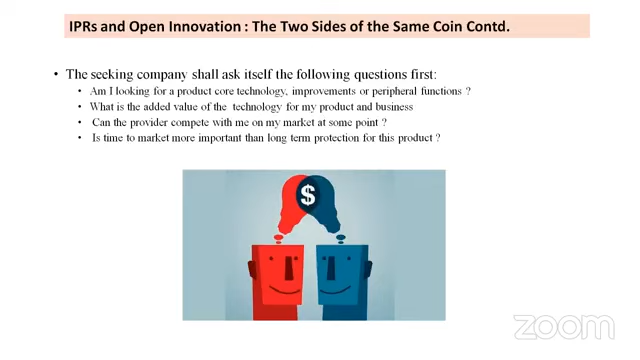 IPRs and Open Innovation : The Two Sides of the Same Coin Contd.
• The seeking company shall ask itself the following questions first:
• Am I looking for a product core technology, improvements or peripheral functions ?
• What is the added value of the technology for my product and business
• Can the provider compete with me on my market at some point ?
• Is time to market more important than long term protection for this product ?
$
zoom